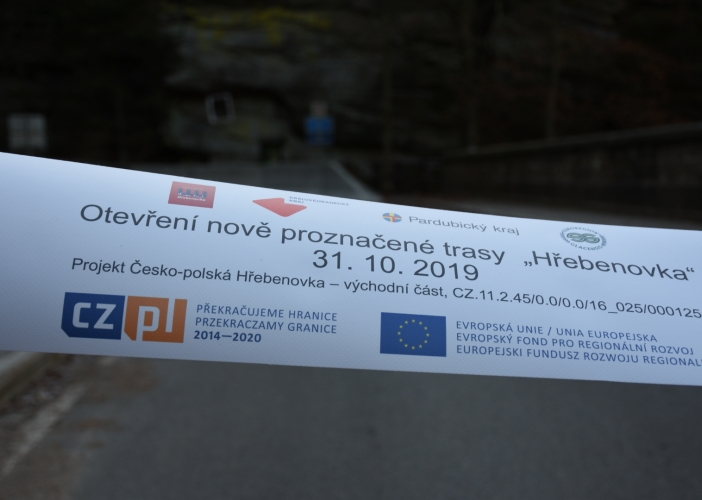 Pardubický kraj
Otevření nově proznačené trasy „Hřebenovka“
31. 10. 2019
Projekt Česko-polská Hřebenovka – východní část, CZ.11.2.45/0.0/0.0/16_025/000125
CZ pl
PŘEKRAČUJEME HRANICE
PRZEKRACZAMY GRANICE
2014—2020
EVROPSKÁ UNIE / UNIA EUROPEJSKA
EVROPSKÝ FOND PRO REGIONÁLNÍ ROZVOJ
EUROPEJSKI FUNDUSZ ROZWOJU REGIONAL